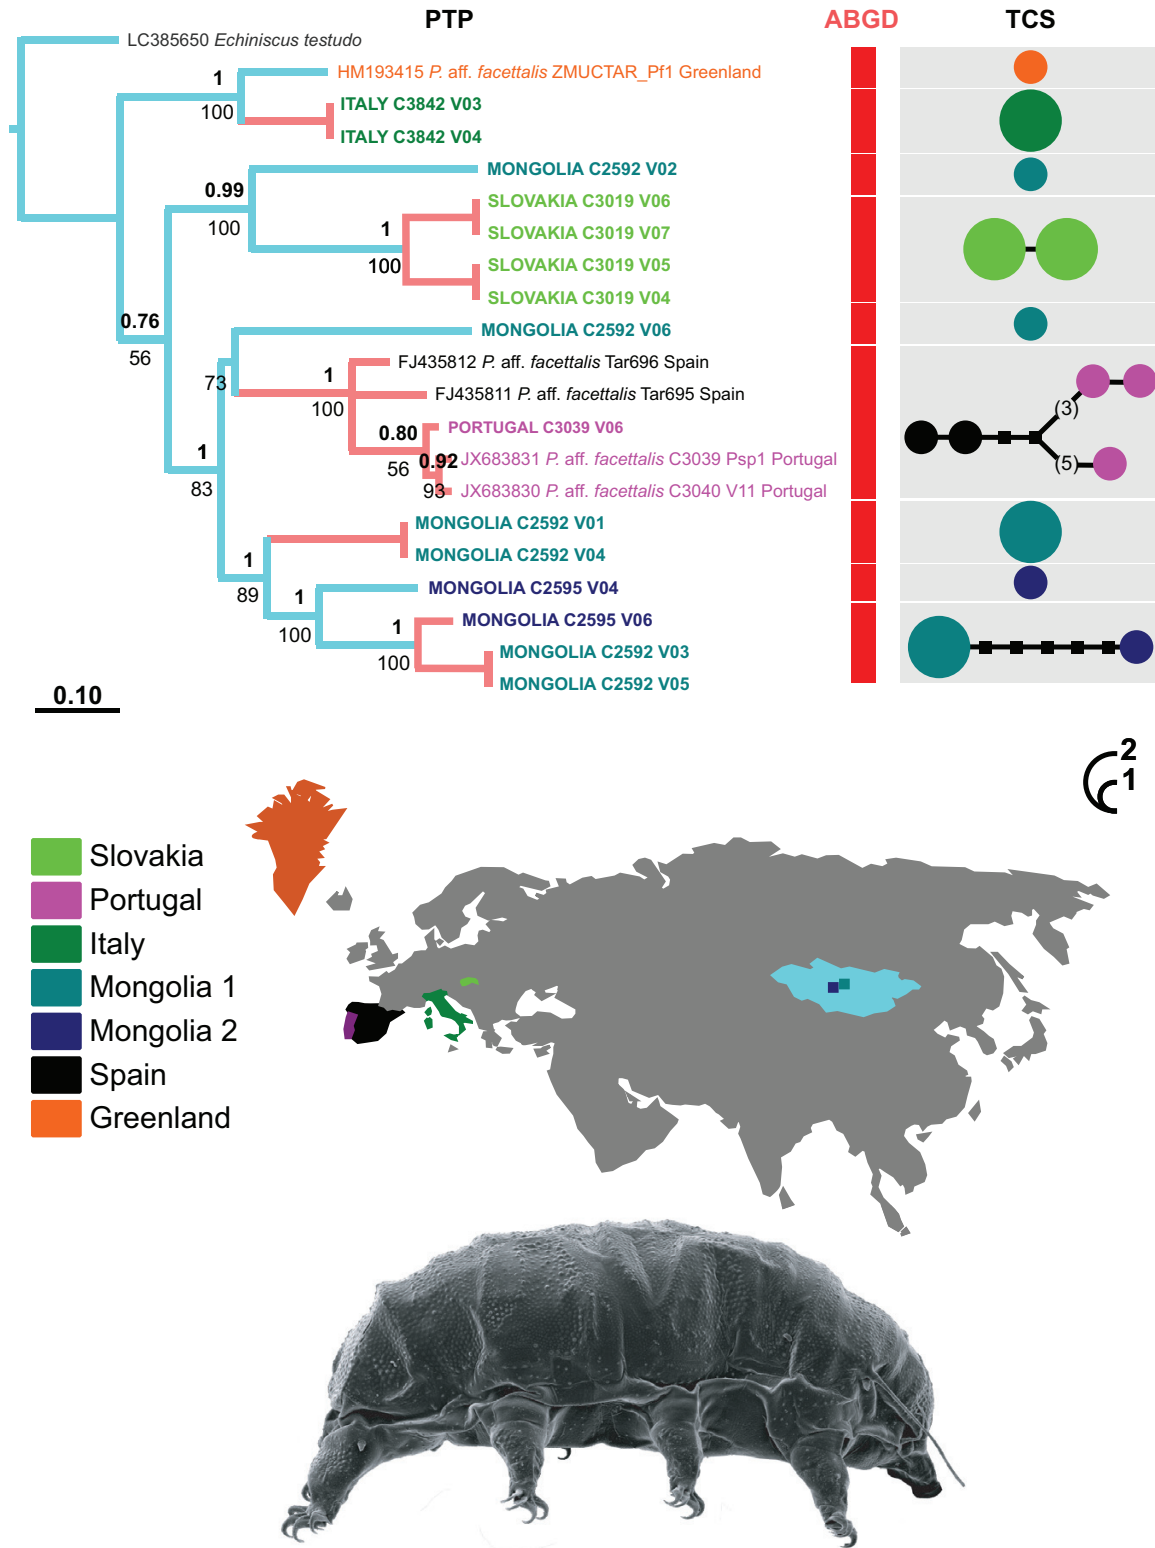 PTP
ABGD
TCS
LC385650 Echiniscus testudo
1
HM193415 P. aff. facettalis ZMUCTAR_Pf1 Greenland
100
ITALY C3842 V03
ITALY C3842 V04
MONGOLIA C2592 V02
0.99
100
SLOVAKIA C3019 V06
1
SLOVAKIA C3019 V07
100
SLOVAKIA C3019 V05
SLOVAKIA C3019 V04
0.76
56
MONGOLIA C2592 V06
73
FJ435812 P. aff. facettalis Tar696 Spain
1
100
FJ435811 P. aff. facettalis Tar695 Spain
(3)
0.80
PORTUGAL C3039 V06
1
83
56
0.92
JX683831 P. aff. facettalis C3039 Psp1 Portugal
(5)
93
JX683830 P. aff. facettalis C3040 V11 Portugal
MONGOLIA C2592 V01
MONGOLIA C2592 V04
1
89
MONGOLIA C2595 V04
1
100
MONGOLIA C2595 V06
1
100
MONGOLIA C2592 V03
MONGOLIA C2592 V05
0.10
2
1
Slovakia
Portugal
Italy
Mongolia 1
Mongolia 2
Spain
Greenland